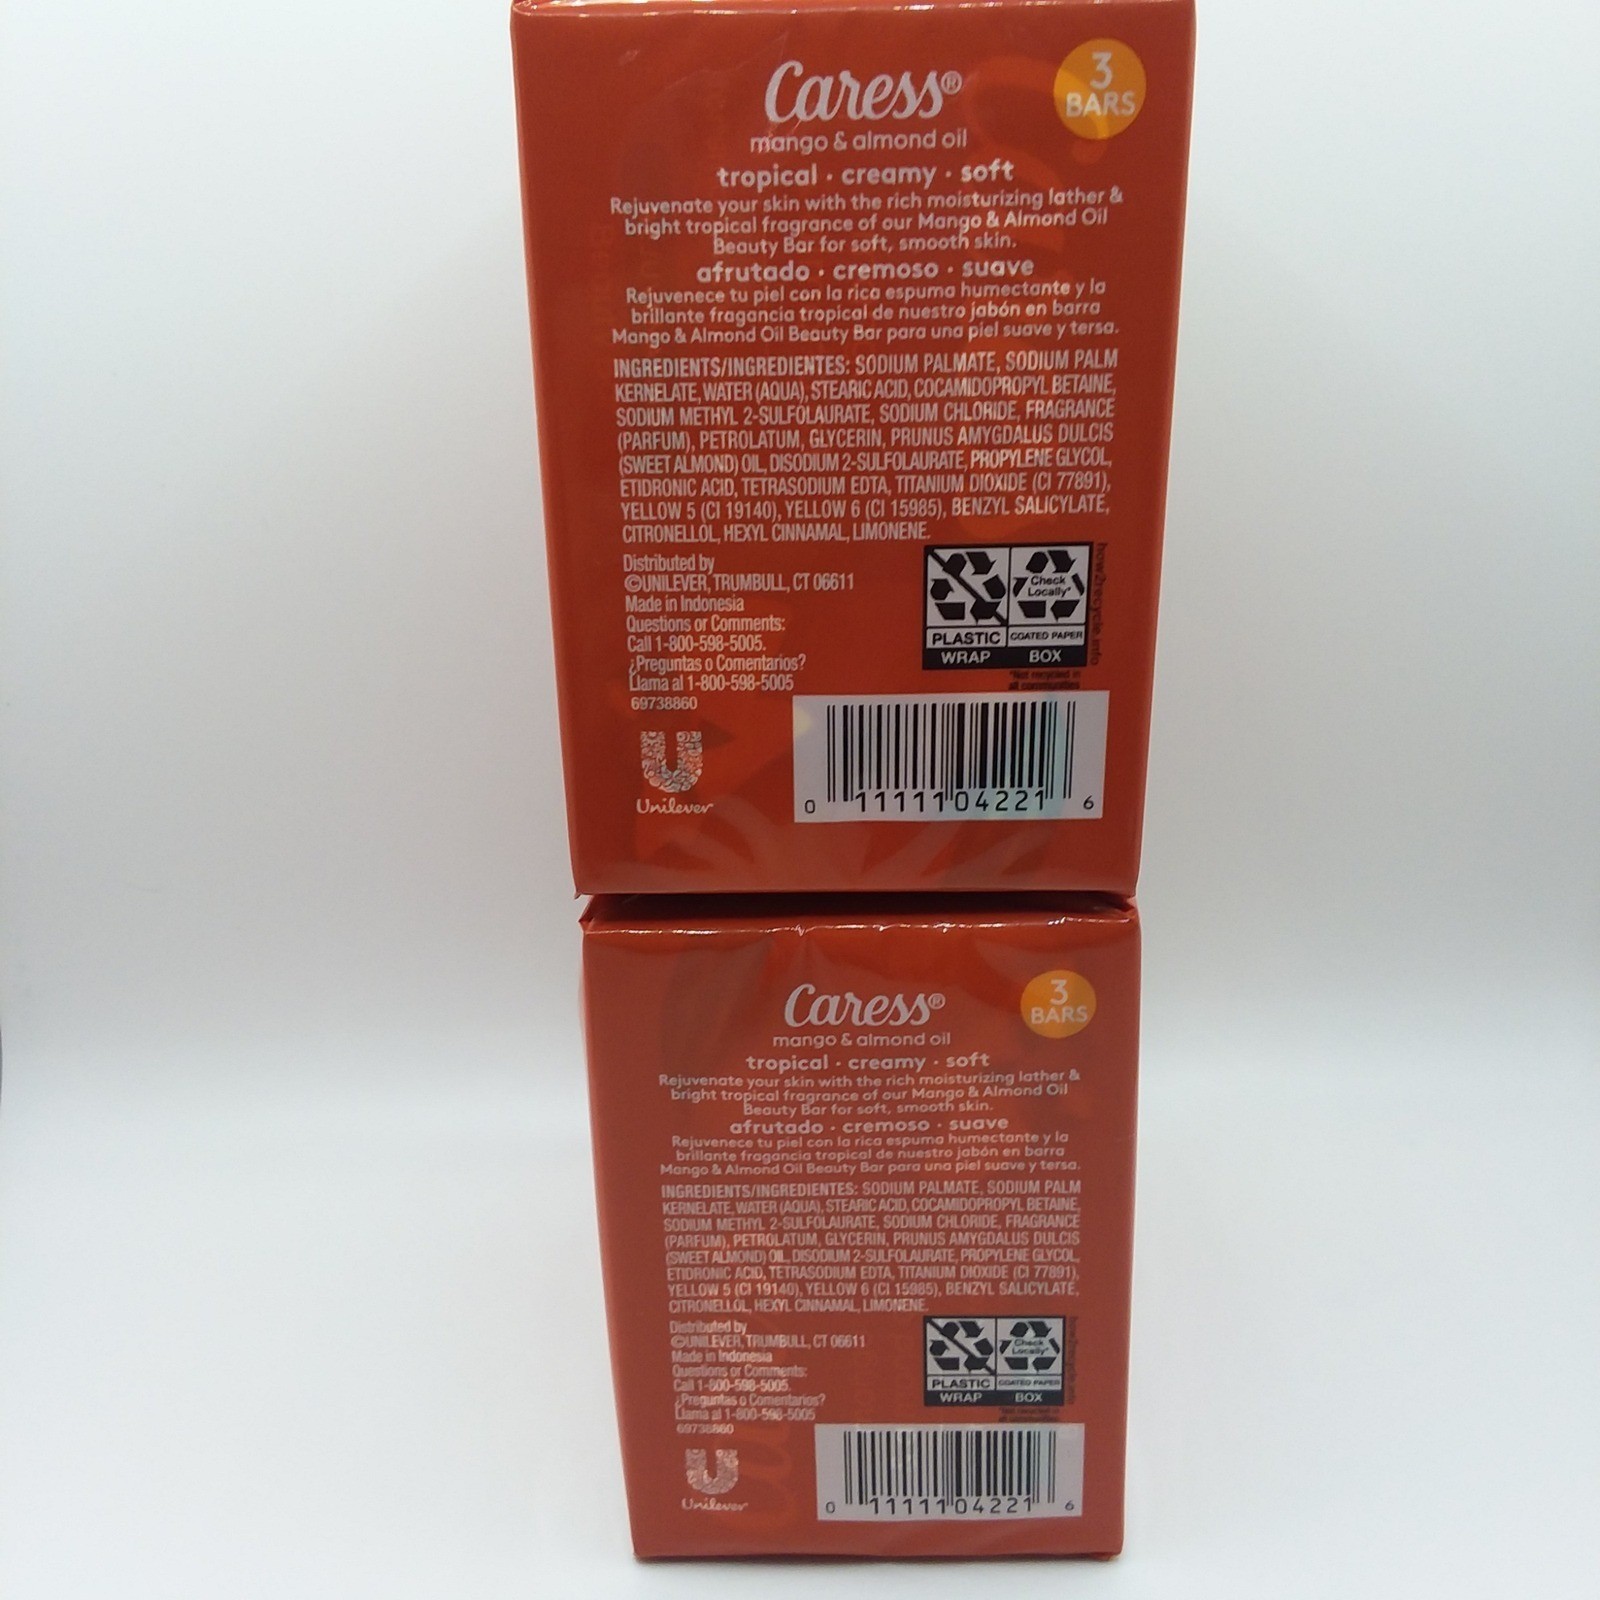 Caress®
3
BARS
mango & almond oil
tropical · creamy · soft
Rejuvenate your skin with the rich moisturizing lather &
bright tropical fragrance of our Mango & Almond Oil
Beauty Bar for soft, smooth skin.
afrutado · cremoso · suave
Rejuvenece tu piel con la rica espuma humectante y la
brillante fragancia tropical de nuestro jabón en barra
Mango & Almond Oil Beauty Bar para una piel suave y tersa.
INGREDIENTS/INGREDIENTES: SODIUM PALMATE, SODIUM PALM
KERNELATE, WATER (AQUA), STEARIC ACID, COCAMIDOPROPYL BETAINE,
SODIUM METHYL 2-SULFOLAURATE, SODIUM CHLORIDE, FRAGRANCE
(PARFUM), PETROLATUM, GLYCERIN, PRUNUS AMYGDALUS DULCIS
(SWEET ALMOND) OIL, DISODIUM 2-SULFOLAURATE, PROPYLENE GLYCOL,
ETIDRONIC ACID, TETRASODIUM EDTA, TITANIUM DIOXIDE (CI 77891),
YELLOW 5 (CI 19140), YELLOW 6 (CI 15985), BENZYL SALICYLATE,
CITRONELLOL, HEXYL CINNAMAL, LIMONENE.
Distributed by
©UNILEVER, TRUMBULL, CT 06611
Made in Indonesia
Questions or Comments:
Call 1-800-598-5005.
¿Preguntas o Comentarios?
Llama al 1-800-598-5005
69738860
Check
Locally*
PLASTIC
COATED PAPER
WRAP
BOX
how2recycle.info
*Not recycled in
all communities
Unilever
0 11111 04221 6
Caress®
3
BARS
mango & almond oil
tropical · creamy · soft
Rejuvenate your skin with the rich moisturizing lather &
bright tropical fragrance of our Mango & Almond Oil
Beauty Bar for soft, smooth skin.
afrutado · cremoso · suave
Rejuvenece tu piel con la rica espuma humectante y la
brillante fragancia tropical de nuestro jabón en barra
Mango & Almond Oil Beauty Bar para una piel suave y tersa.
INGREDIENTS/INGREDIENTES: SODIUM PALMATE, SODIUM PALM
KERNELATE, WATER (AQUA), STEARIC ACID, COCAMIDOPROPYL BETAINE,
SODIUM METHYL 2-SULFOLAURATE, SODIUM CHLORIDE, FRAGRANCE
(PARFUM), PETROLATUM, GLYCERIN, PRUNUS AMYGDALUS DULCIS
(SWEET ALMOND) OIL, DISODIUM 2-SULFOLAURATE, PROPYLENE GLYCOL,
ETIDRONIC ACID, TETRASODIUM EDTA, TITANIUM DIOXIDE (CI 77891),
YELLOW 5 (CI 19140), YELLOW 6 (CI 15985), BENZYL SALICYLATE,
CITRONELLOL, HEXYL CINNAMAL, LIMONENE.
Distributed by
©UNILEVER, TRUMBULL, CT 06611
Made in Indonesia
Questions or Comments:
Call 1-800-598-5005.
¿Preguntas o Comentarios?
Llama al 1-800-598-5005
69738860
Check
Locally*
PLASTIC
COATED PAPER
WRAP
BOX
Unilever
0 11111 04221 6